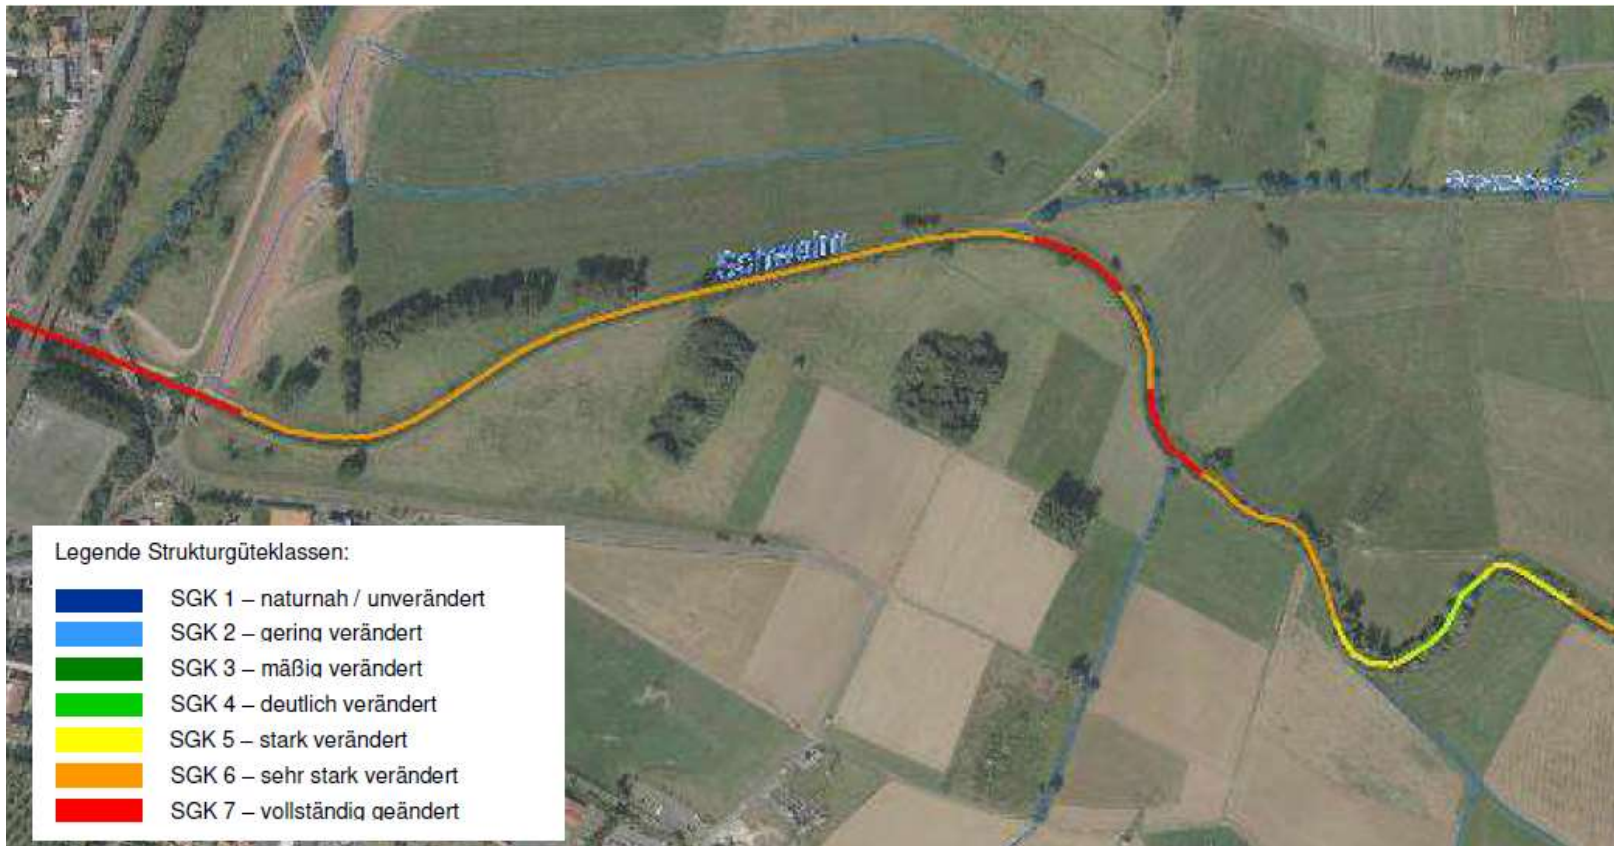 Schwalm
Legende Strukturgüteklassen:
SGK 1 – naturnah / unverändert
SGK 2 – gering verändert
SGK 3 – mäßig verändert
SGK 4 – deutlich verändert
SGK 5 – stark verändert
SGK 6 – sehr stark verändert
SGK 7 – vollständig geändert